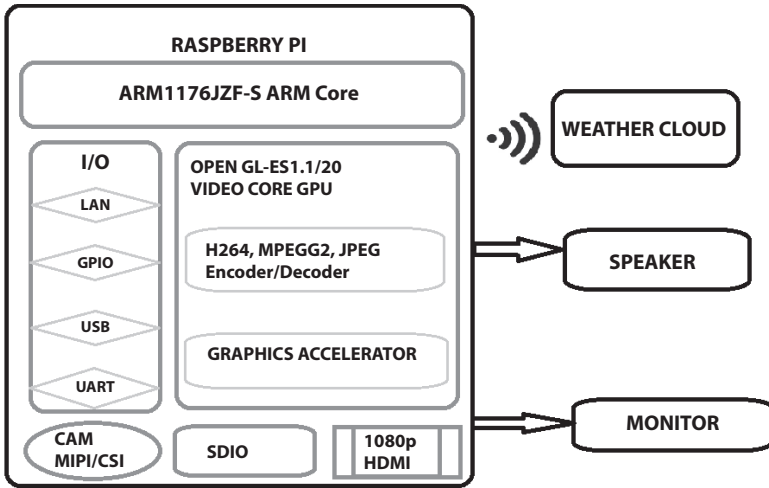 RASPBERRY PI
ARM1176JZF-S ARM Core
I/O
LAN
GPIO
USB
UART
OPEN GL-ES1.1/20
VIDEO CORE GPU
H264, MPEGG2, JPEG
Encoder/Decoder
GRAPHICS ACCELERATOR
CAM
MIPI/CSI
SDIO
1080p
HDMI
WEATHER CLOUD
SPEAKER
MONITOR